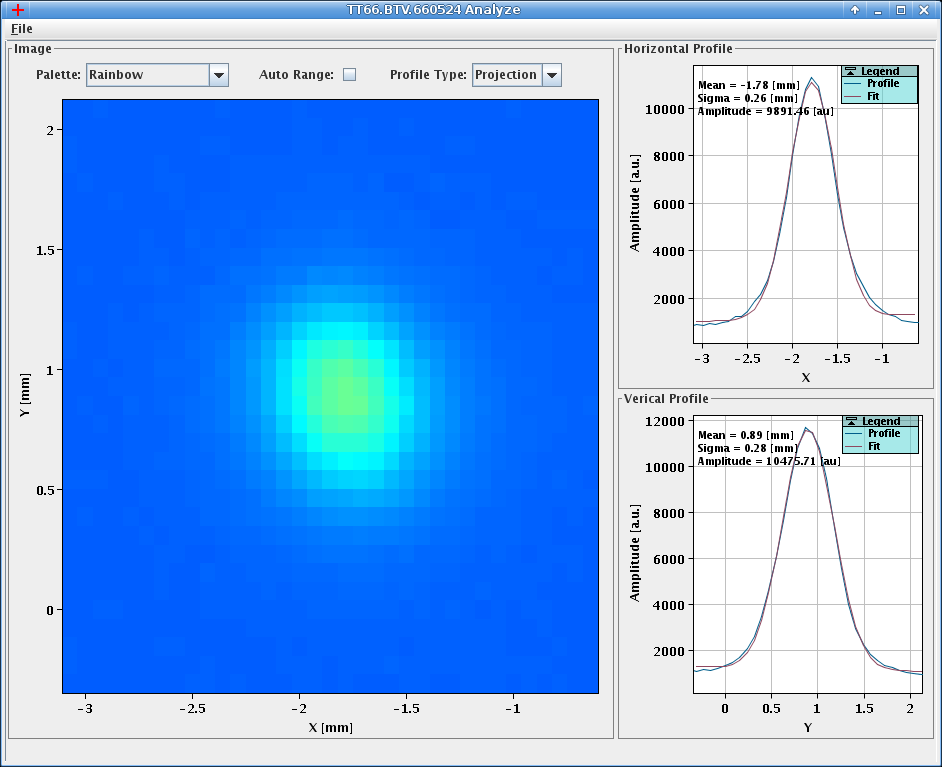 TT66.BTV.660524 Analyze
File
Image
Palette: Rainbow Auto Range: Profile Type: Projection
2
1.5
1
0.5
0
Y [mm]
-3 -2.5 -2 -1.5 -1
X [mm]
Horizontal Profile
Mean = -1.78 [mm]
Sigma = 0.26 [mm]
Amplitude = 9891.46 [au]
Legend
Profile
Fit
10000
8000
6000
4000
2000
Amplitude [a.u.]
-3 -2.5 -2 -1.5 -1
X
Verical Profile
Mean = 0.89 [mm]
Sigma = 0.28 [mm]
Amplitude = 10475.71 [au]
Legend
Profile
Fit
12000
10000
8000
6000
4000
2000
Amplitude [a.u.]
0 0.5 1 1.5 2
Y